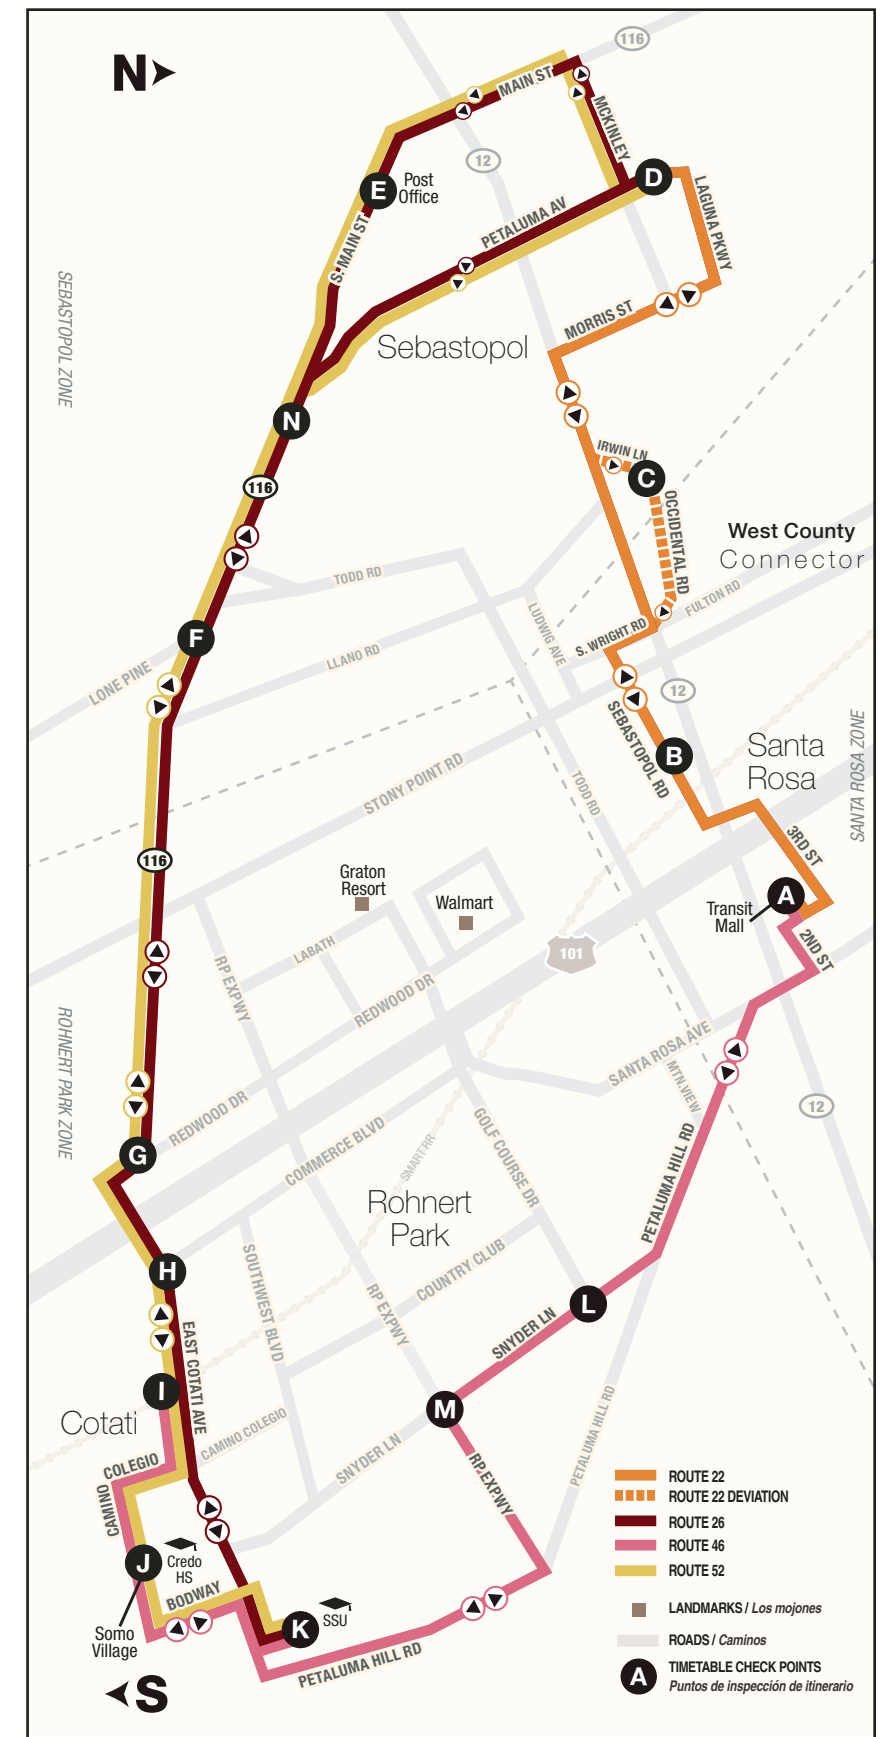 N
116
MAIN ST
MCKINLEY
12
E
Post
Office
D
LAGUNA PKWY
S. MAIN ST
PETALUMA AV
SEBASTOPOL ZONE
MORRIS ST
Sebastopol
N
IRWIN LN
C
OCCIDENTAL RD
116
West County
Connector
TODD RD
FULTON RD
LUDWIG AVE
S. WRIGHT RD
F
LLANO RD
LONE PINE
12
SEBASTOPOL RD
B
Santa
Rosa
SANTA ROSA ZONE
STONY POINT RD
TODD RD
3RD ST
116
Graton
Resort
Walmart
A
Transit
Mall
2ND ST
LABATH
101
RP EXPWY
REDWOOD DR
ROHNERT PARK ZONE
SANTA ROSA AVE
MTN.VIEW
12
REDWOOD DR
COMMERCE BLVD
GOLF COURSE DR
SMART RR
G
PETALUMA HILL RD
Rohnert
Park
H
SOUTHWEST BLVD
COUNTRY CLUB
RP EXPWY
L
SNYDER LN
EAST COTATI AVE
I
M
Cotati
CAMINO COLEGIO
SNYDER LN
PETALUMA HILL RD
COLEGIO
CAMINO
RP EXPWY
ROUTE 22
ROUTE 22 DEVIATION
ROUTE 26
ROUTE 46
ROUTE 52
J
Credo
HS
BODWAY
SSU
K
Somo
Village
PETALUMA HILL RD
S
LANDMARKS / Los mojones
ROADS / Caminos
A
TIMETABLE CHECK POINTS
Puntos de inspección de itinerario